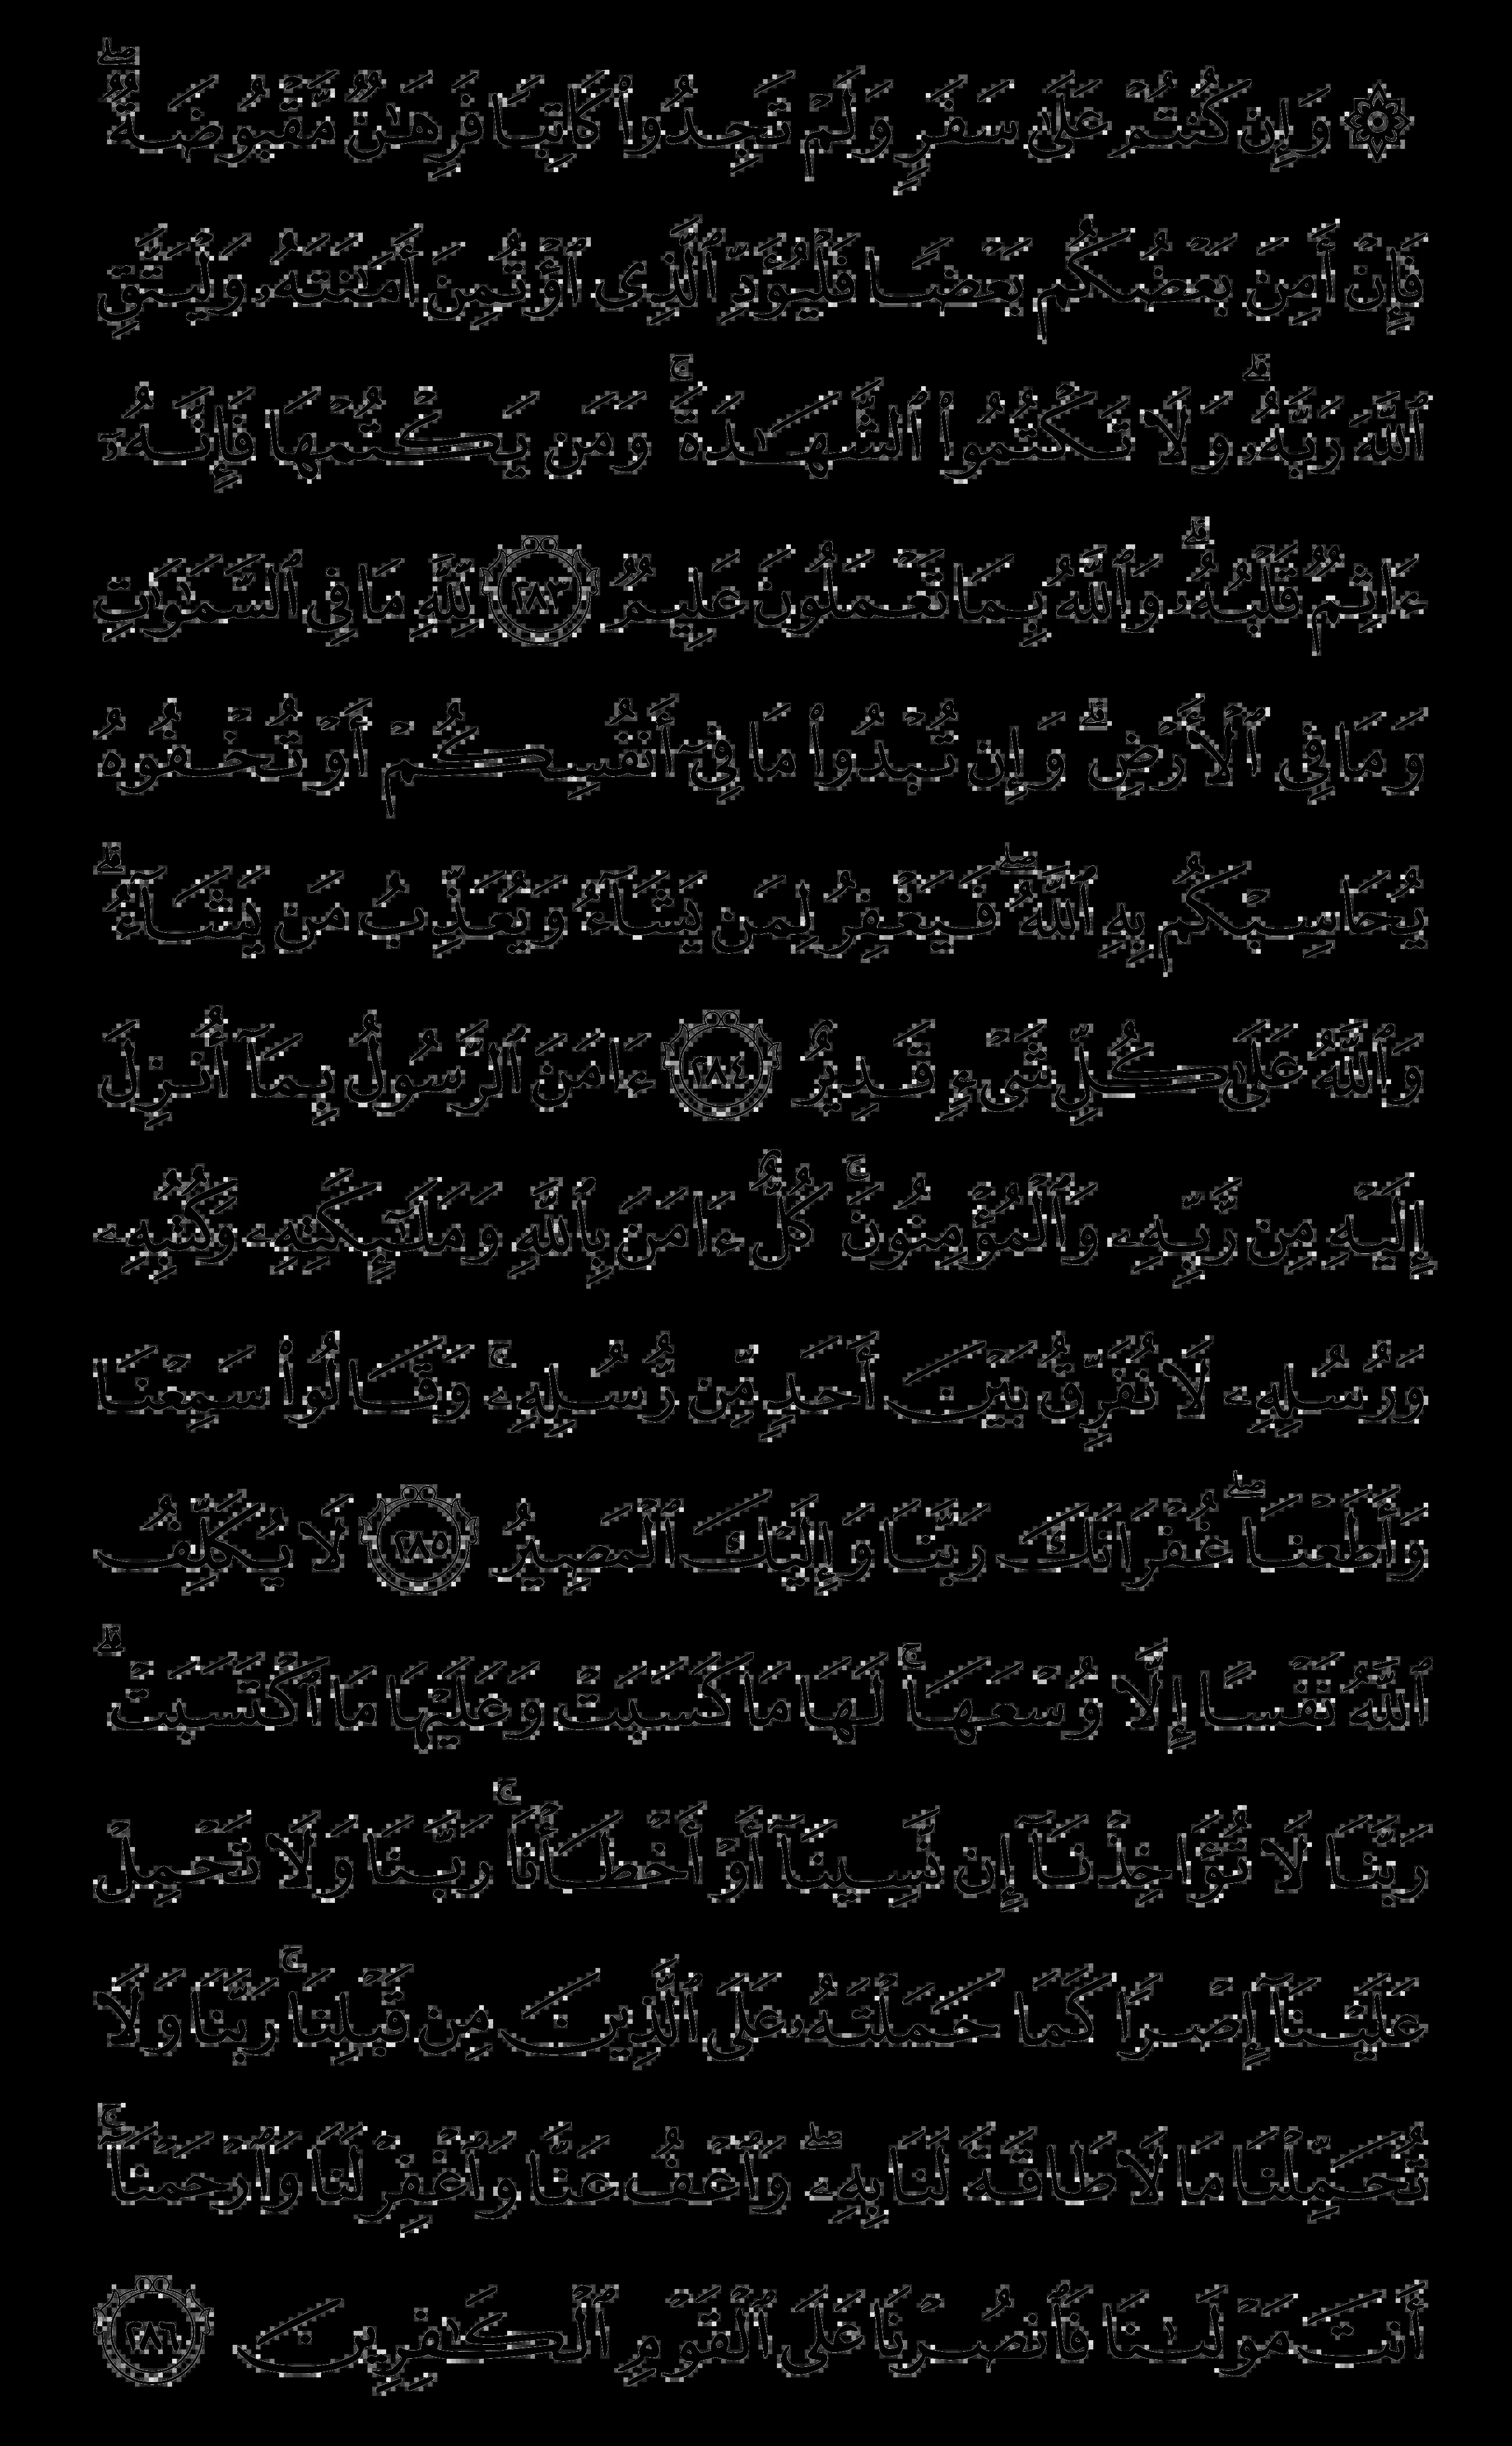 ۞ وَإِن كُنتُمْ عَلَىٰ سَفَرٍ وَلَمْ تَجِدُوا۟ كَاتِبًا فَرِهَـٰنٌ مَّقْبُوضَةٌ ۖ
فَإِنْ أَمِنَ بَعْضُكُم بَعْضًا فَلْيُؤَدِّ ٱلَّذِى ٱؤْتُمِنَ أَمَـٰنَتَهُۥ وَلْيَتَّقِ
ٱللَّهَ رَبَّهُۥ ۗ وَلَا تَكْتُمُوا۟ ٱلشَّهَـٰدَةَ ۚ وَمَن يَكْتُمْهَا فَإِنَّهُۥٓ
ءَاثِمٌ قَلْبُهُۥ ۗ وَٱللَّهُ بِمَا تَعْمَلُونَ عَلِيمٌ ٢٨٣ لِّلَّهِ مَا فِى ٱلسَّمَـٰوَٰتِ
وَمَا فِى ٱلْأَرْضِ ۗ وَإِن تُبْدُوا۟ مَا فِىٓ أَنفُسِكُمْ أَوْ تُخْفُوهُ
يُحَاسِبْكُم بِهِ ٱللَّهُ ۖ فَيَغْفِرُ لِمَن يَشَآءُ وَيُعَذِّبُ مَن يَشَآءُ ۗ
وَٱللَّهُ عَلَىٰ كُلِّ شَىْءٍ قَدِيرٌ ٢٨٤ ءَامَنَ ٱلرَّسُولُ بِمَآ أُنزِلَ
إِلَيْهِ مِن رَّبِّهِۦ وَٱلْمُؤْمِنُونَ ۚ كُلٌّ ءَامَنَ بِٱللَّهِ وَمَلَـٰٓئِكَتِهِۦ وَكُتُبِهِۦ
وَرُسُلِهِۦ لَا نُفَرِّقُ بَيْنَ أَحَدٍ مِّن رُّسُلِهِۦ ۚ وَقَالُوا۟ سَمِعْنَا
وَأَطَعْنَا ۖ غُفْرَانَكَ رَبَّنَا وَإِلَيْكَ ٱلْمَصِيرُ ٢٨٥ لَا يُكَلِّفُ
ٱللَّهُ نَفْسًا إِلَّا وُسْعَهَا ۚ لَهَا مَا كَسَبَتْ وَعَلَيْهَا مَا ٱكْتَسَبَتْ ۗ
رَبَّنَا لَا تُؤَاخِذْنَآ إِن نَّسِينَآ أَوْ أَخْطَأْنَا ۚ رَبَّنَا وَلَا تَحْمِلْ
عَلَيْنَآ إِصْرًا كَمَا حَمَلْتَهُۥ عَلَى ٱلَّذِينَ مِن قَبْلِنَا ۚ رَبَّنَا وَلَا
تُحَمِّلْنَا مَا لَا طَاقَةَ لَنَا بِهِۦ ۖ وَٱعْفُ عَنَّا وَٱغْفِرْ لَنَا وَٱرْحَمْنَآ ۚ
أَنتَ مَوْلَىٰنَا فَٱنصُرْنَا عَلَى ٱلْقَوْمِ ٱلْكَـٰفِرِينَ ٢٨٦